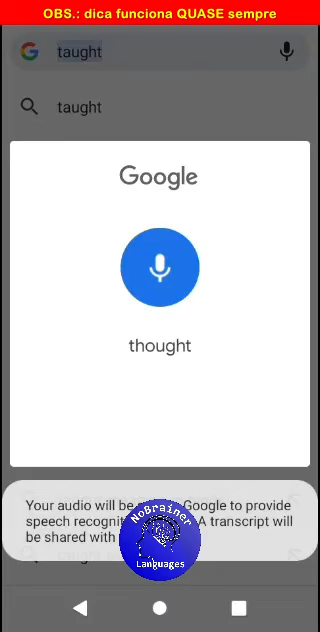 OBS.: dica funciona QUASE sempre
taught
taught
Google
thought
Your audio will be Google to provide
speech A transcript will
be shared with
NoBrainer
Languages